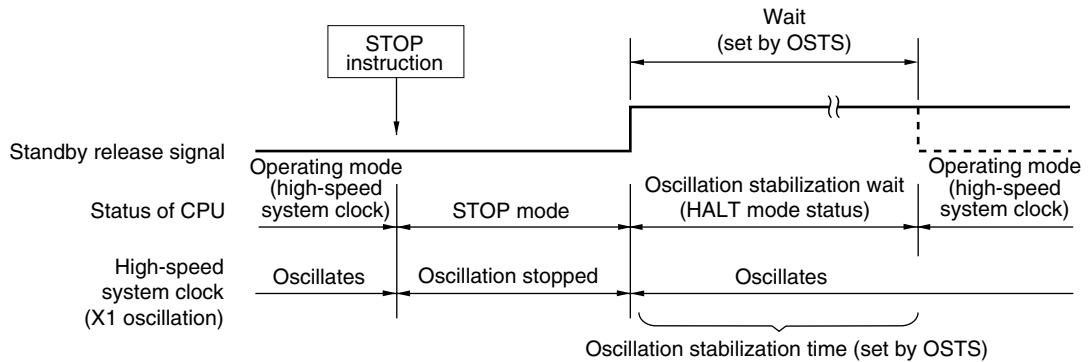 Wait
(set by OSTS)
STOP
instruction
Standby release signal
Operating mode
(high-speed
system clock)
Operating mode
(high-speed
system clock)
Status of CPU
STOP mode
Oscillation stabilization wait
(HALT mode status)
High-speed
system clock
(X1 oscillation)
Oscillates
Oscillation stopped
Oscillates
Oscillation stabilization time (set by OSTS)